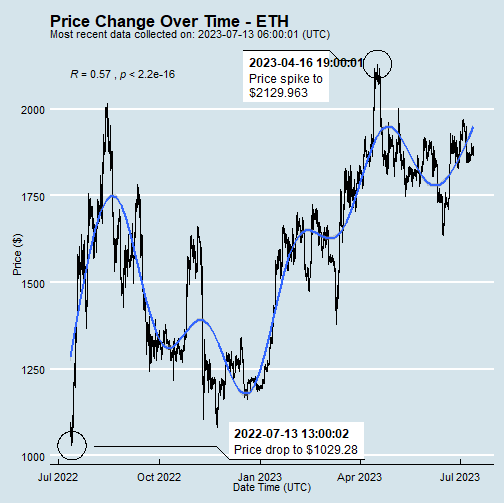 Price Change Over Time - ETH
Most recent data collected on: 2023-07-13 06:00:01 (UTC)
R = 0.57 , p < 2.2e-16
2023-04-16 19:00:01
Price spike to
$2129.963
2000
1750
1500
1250
1000
Price ($)
2022-07-13 13:00:02
Price drop to $1029.28
Jul 2022
Oct 2022
Jan 2023
Apr 2023
Jul 2023
Date Time (UTC)